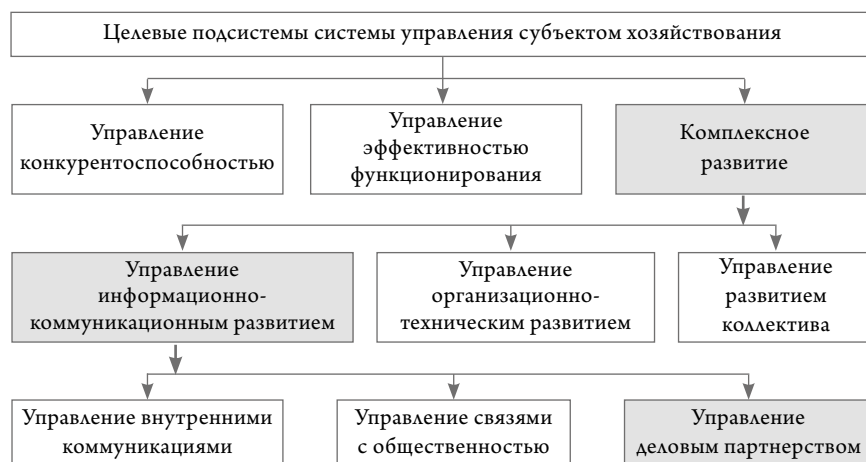 Целевые подсистемы системы управления субъектом хозяйствования
Управление
конкурентоспособностью
Управление
эффективностью
функционирования
Комплексное
развитие
Управление
информационно-
коммуникационным развитием
Управление
организационно-
техническим развитием
Управление
развитием
коллектива
Управление внутренними
коммуникациями
Управление связями
с общественностью
Управление
деловым партнерством